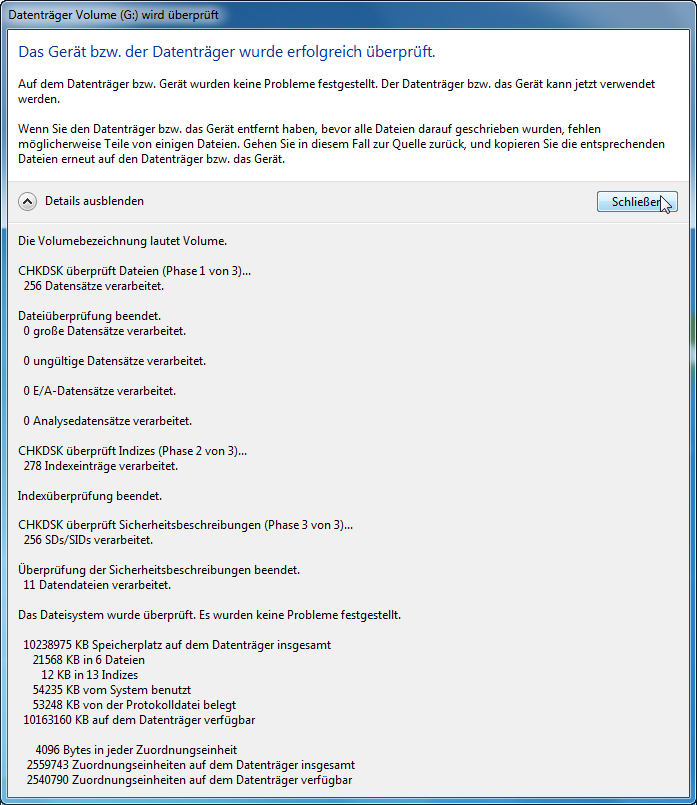 Datenträger Volume (G:) wird überprüft
Das Gerät bzw. der Datenträger wurde erfolgreich überprüft.
Auf dem Datenträger bzw. Gerät wurden keine Probleme festgestellt. Der Datenträger bzw. das Gerät kann jetzt verwendet
werden.
Wenn Sie den Datenträger bzw. das Gerät entfernt haben, bevor alle Dateien darauf geschrieben wurden, fehlen
möglicherweise Teile von einigen Dateien. Gehen Sie in diesem Fall zur Quelle zurück, und kopieren Sie die entsprechenden
Dateien erneut auf den Datenträger bzw. das Gerät.
Details ausblenden
Schließen
Die Volumebezeichnung lautet Volume.
CHKDSK überprüft Dateien (Phase 1 von 3)...
256 Datensätze verarbeitet.
Dateiüberprüfung beendet.
0 große Datensätze verarbeitet.
0 ungültige Datensätze verarbeitet.
0 E/A-Datensätze verarbeitet.
0 Analysedatensätze verarbeitet.
CHKDSK überprüft Indizes (Phase 2 von 3)...
278 Indexeinträge verarbeitet.
Indexüberprüfung beendet.
CHKDSK überprüft Sicherheitsbeschreibungen (Phase 3 von 3)...
256 SDs/SIDs verarbeitet.
Überprüfung der Sicherheitsbeschreibungen beendet.
11 Datendateien verarbeitet.
Das Dateisystem wurde überprüft. Es wurden keine Probleme festgestellt.
10238975 KB Speicherplatz auf dem Datenträger insgesamt
21568 KB in 6 Dateien
12 KB in 13 Indizes
54235 KB vom System benutzt
53248 KB von der Protokolldatei belegt
10163160 KB auf dem Datenträger verfügbar
4096 Bytes in jeder Zuordnungseinheit
2559743 Zuordnungseinheiten auf dem Datenträger insgesamt
2540790 Zuordnungseinheiten auf dem Datenträger verfügbar